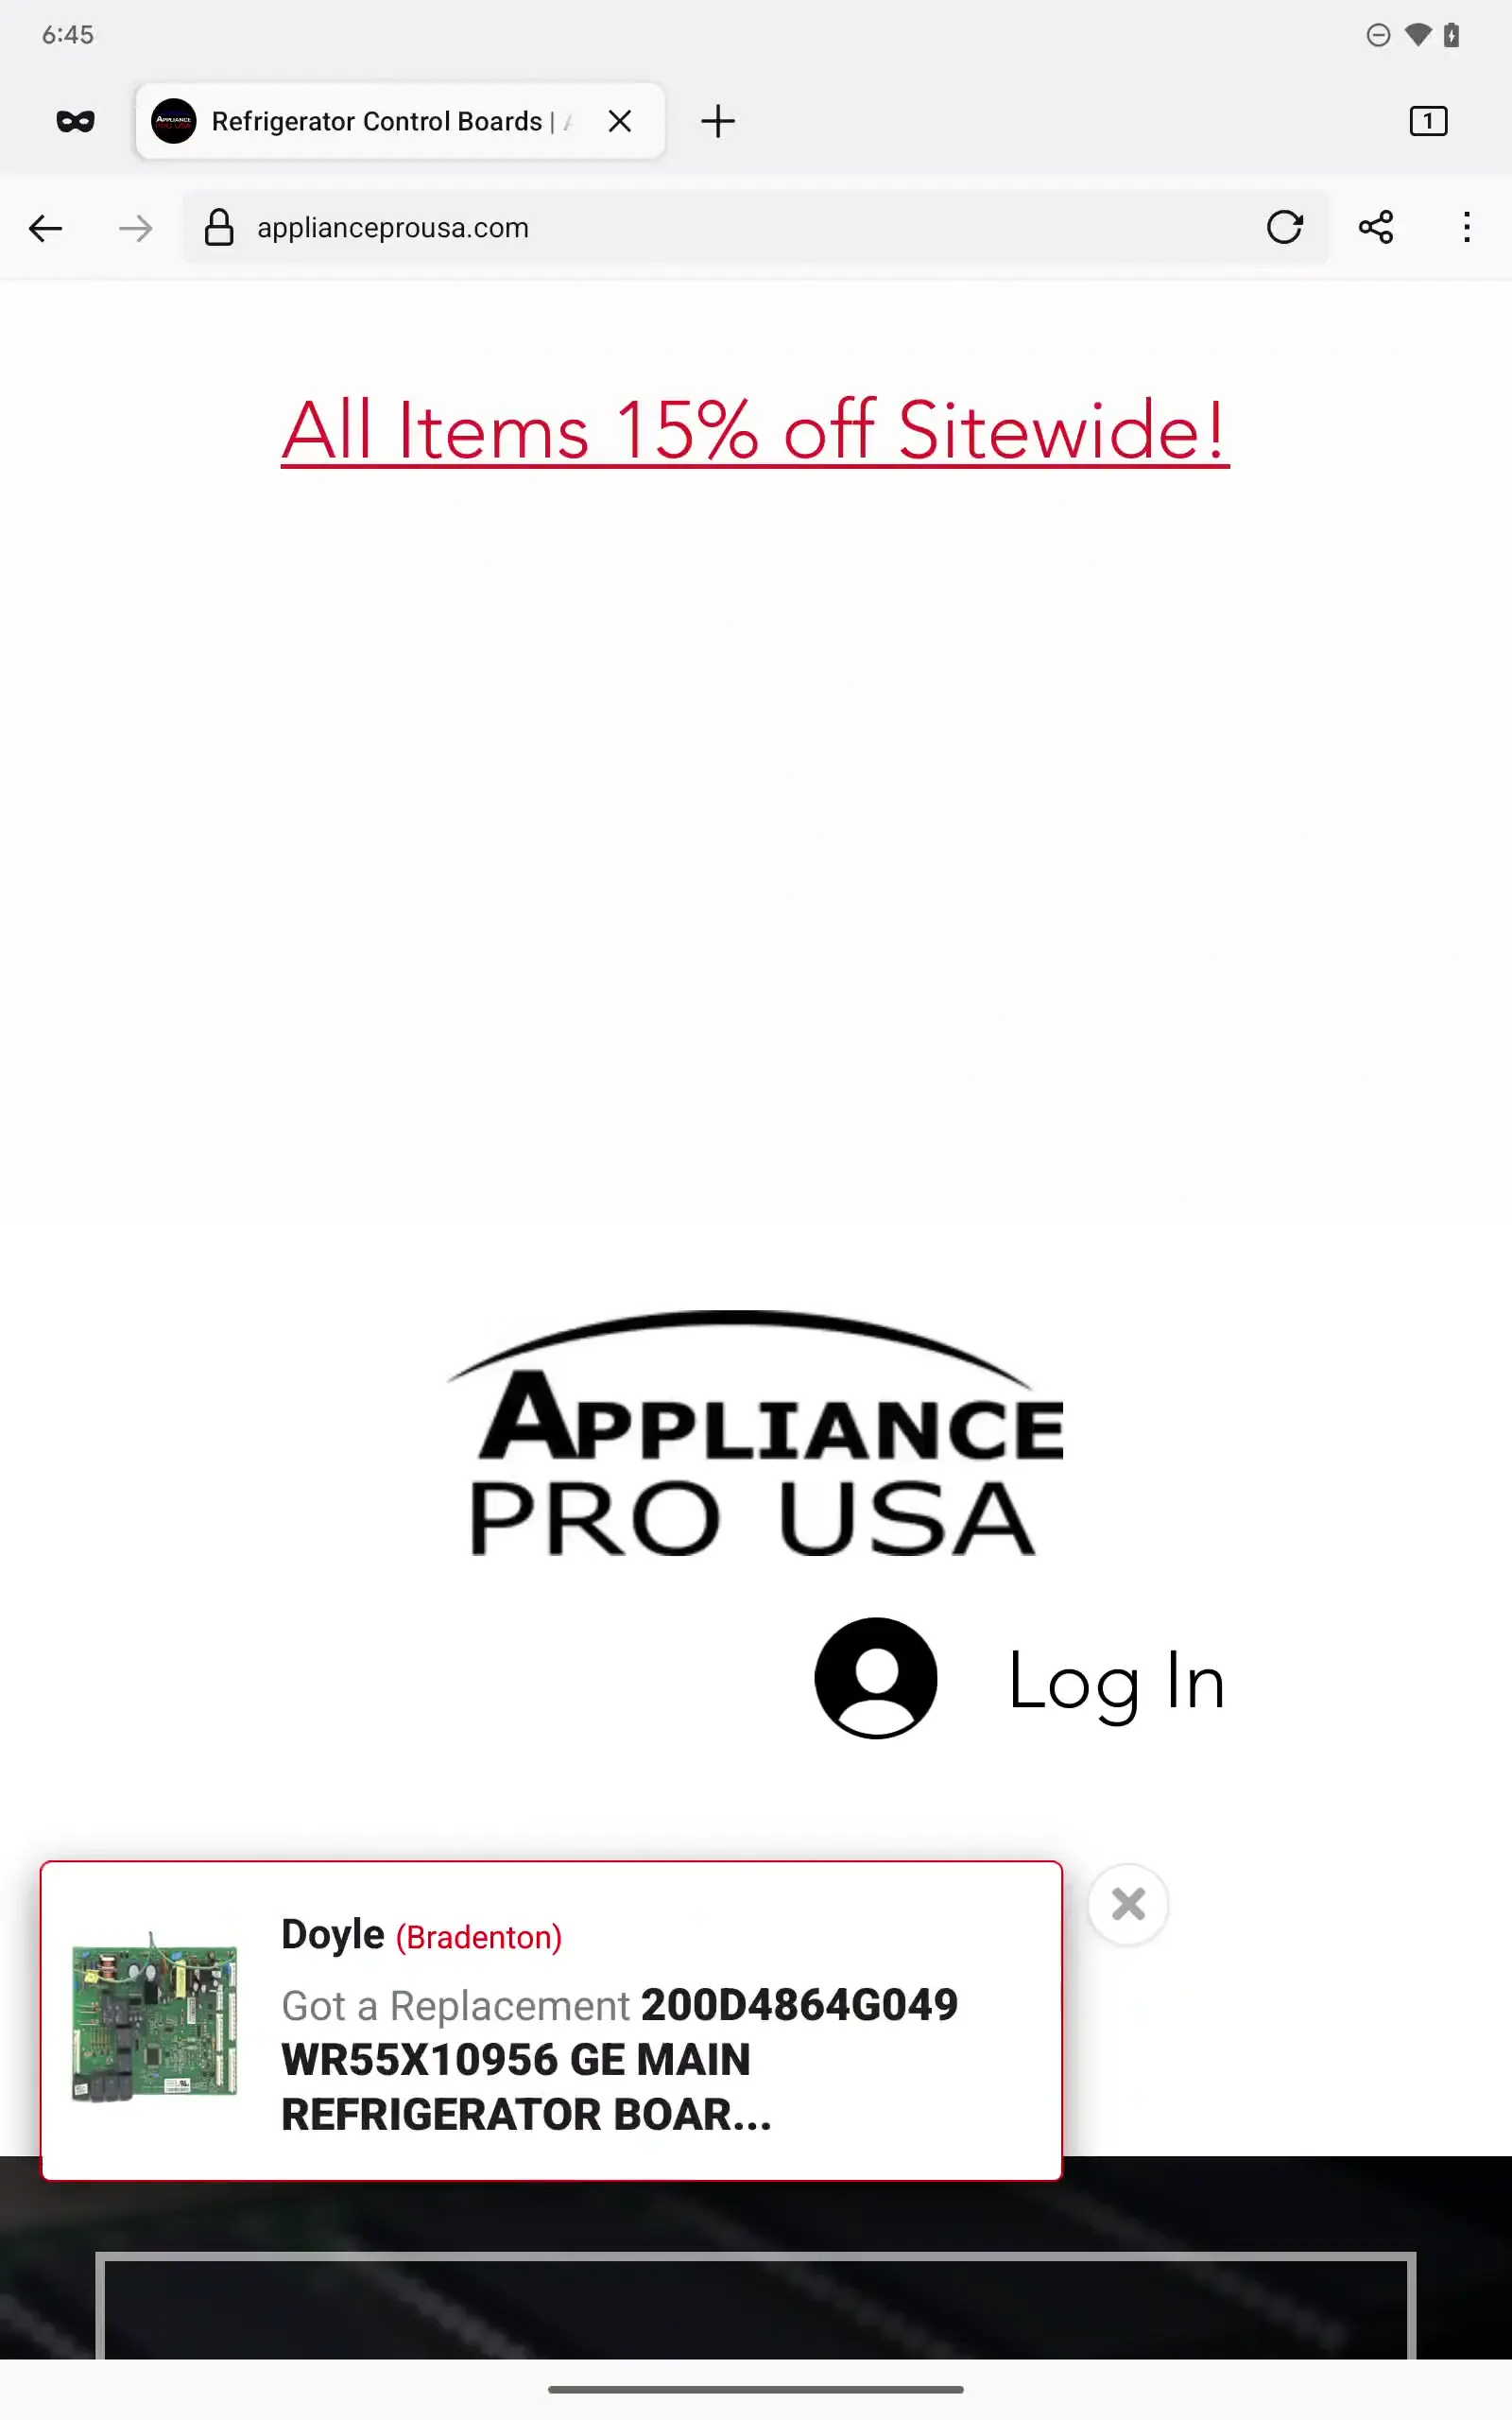 6:45
Refrigerator Control Boards |
1
applianceprousa.com
All Items 15% off Sitewide!
APPLIANCE
PRO USA
Log In
Doyle (Bradenton)
Got a Replacement 200D4864G049
WR55X10956 GE MAIN
REFRIGERATOR BOAR...